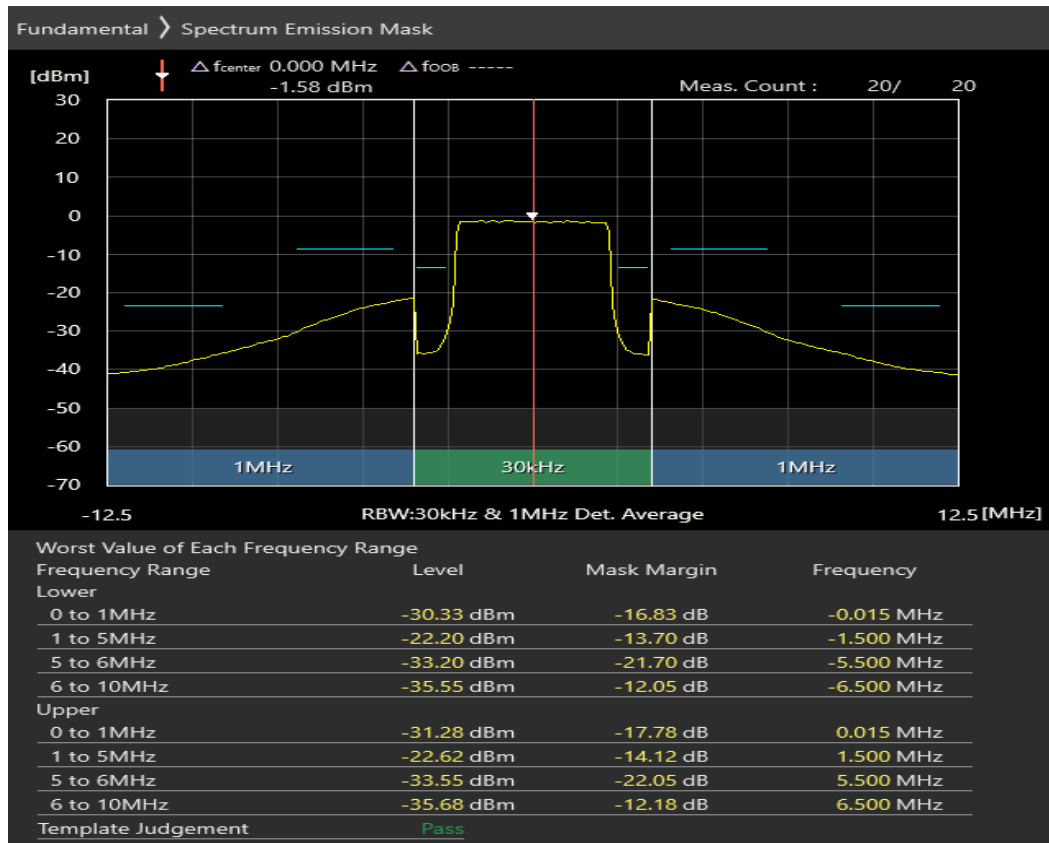 Fundamental ❯ Spectrum Emission Mask
[dBm] △ fcenter 0.000 MHz △ fOOB -----
-1.58 dBm Meas. Count : 20/ 20
30
20
10
0
-10
-20
-30
-40
-50
-60
1MHz 30kHz 1MHz
-70
-12.5 RBW:30kHz & 1MHz Det. Average 12.5 [MHz]
Worst Value of Each Frequency Range
Frequency Range Level Mask Margin Frequency
Lower
0 to 1MHz -30.33 dBm -16.83 dB -0.015 MHz
1 to 5MHz -22.20 dBm -13.70 dB -1.500 MHz
5 to 6MHz -33.20 dBm -21.70 dB -5.500 MHz
6 to 10MHz -35.55 dBm -12.05 dB -6.500 MHz
Upper
0 to 1MHz -31.28 dBm -17.78 dB 0.015 MHz
1 to 5MHz -22.62 dBm -14.12 dB 1.500 MHz
5 to 6MHz -33.55 dBm -22.05 dB 5.500 MHz
6 to 10MHz -35.68 dBm -12.18 dB 6.500 MHz
Template Judgement Pass